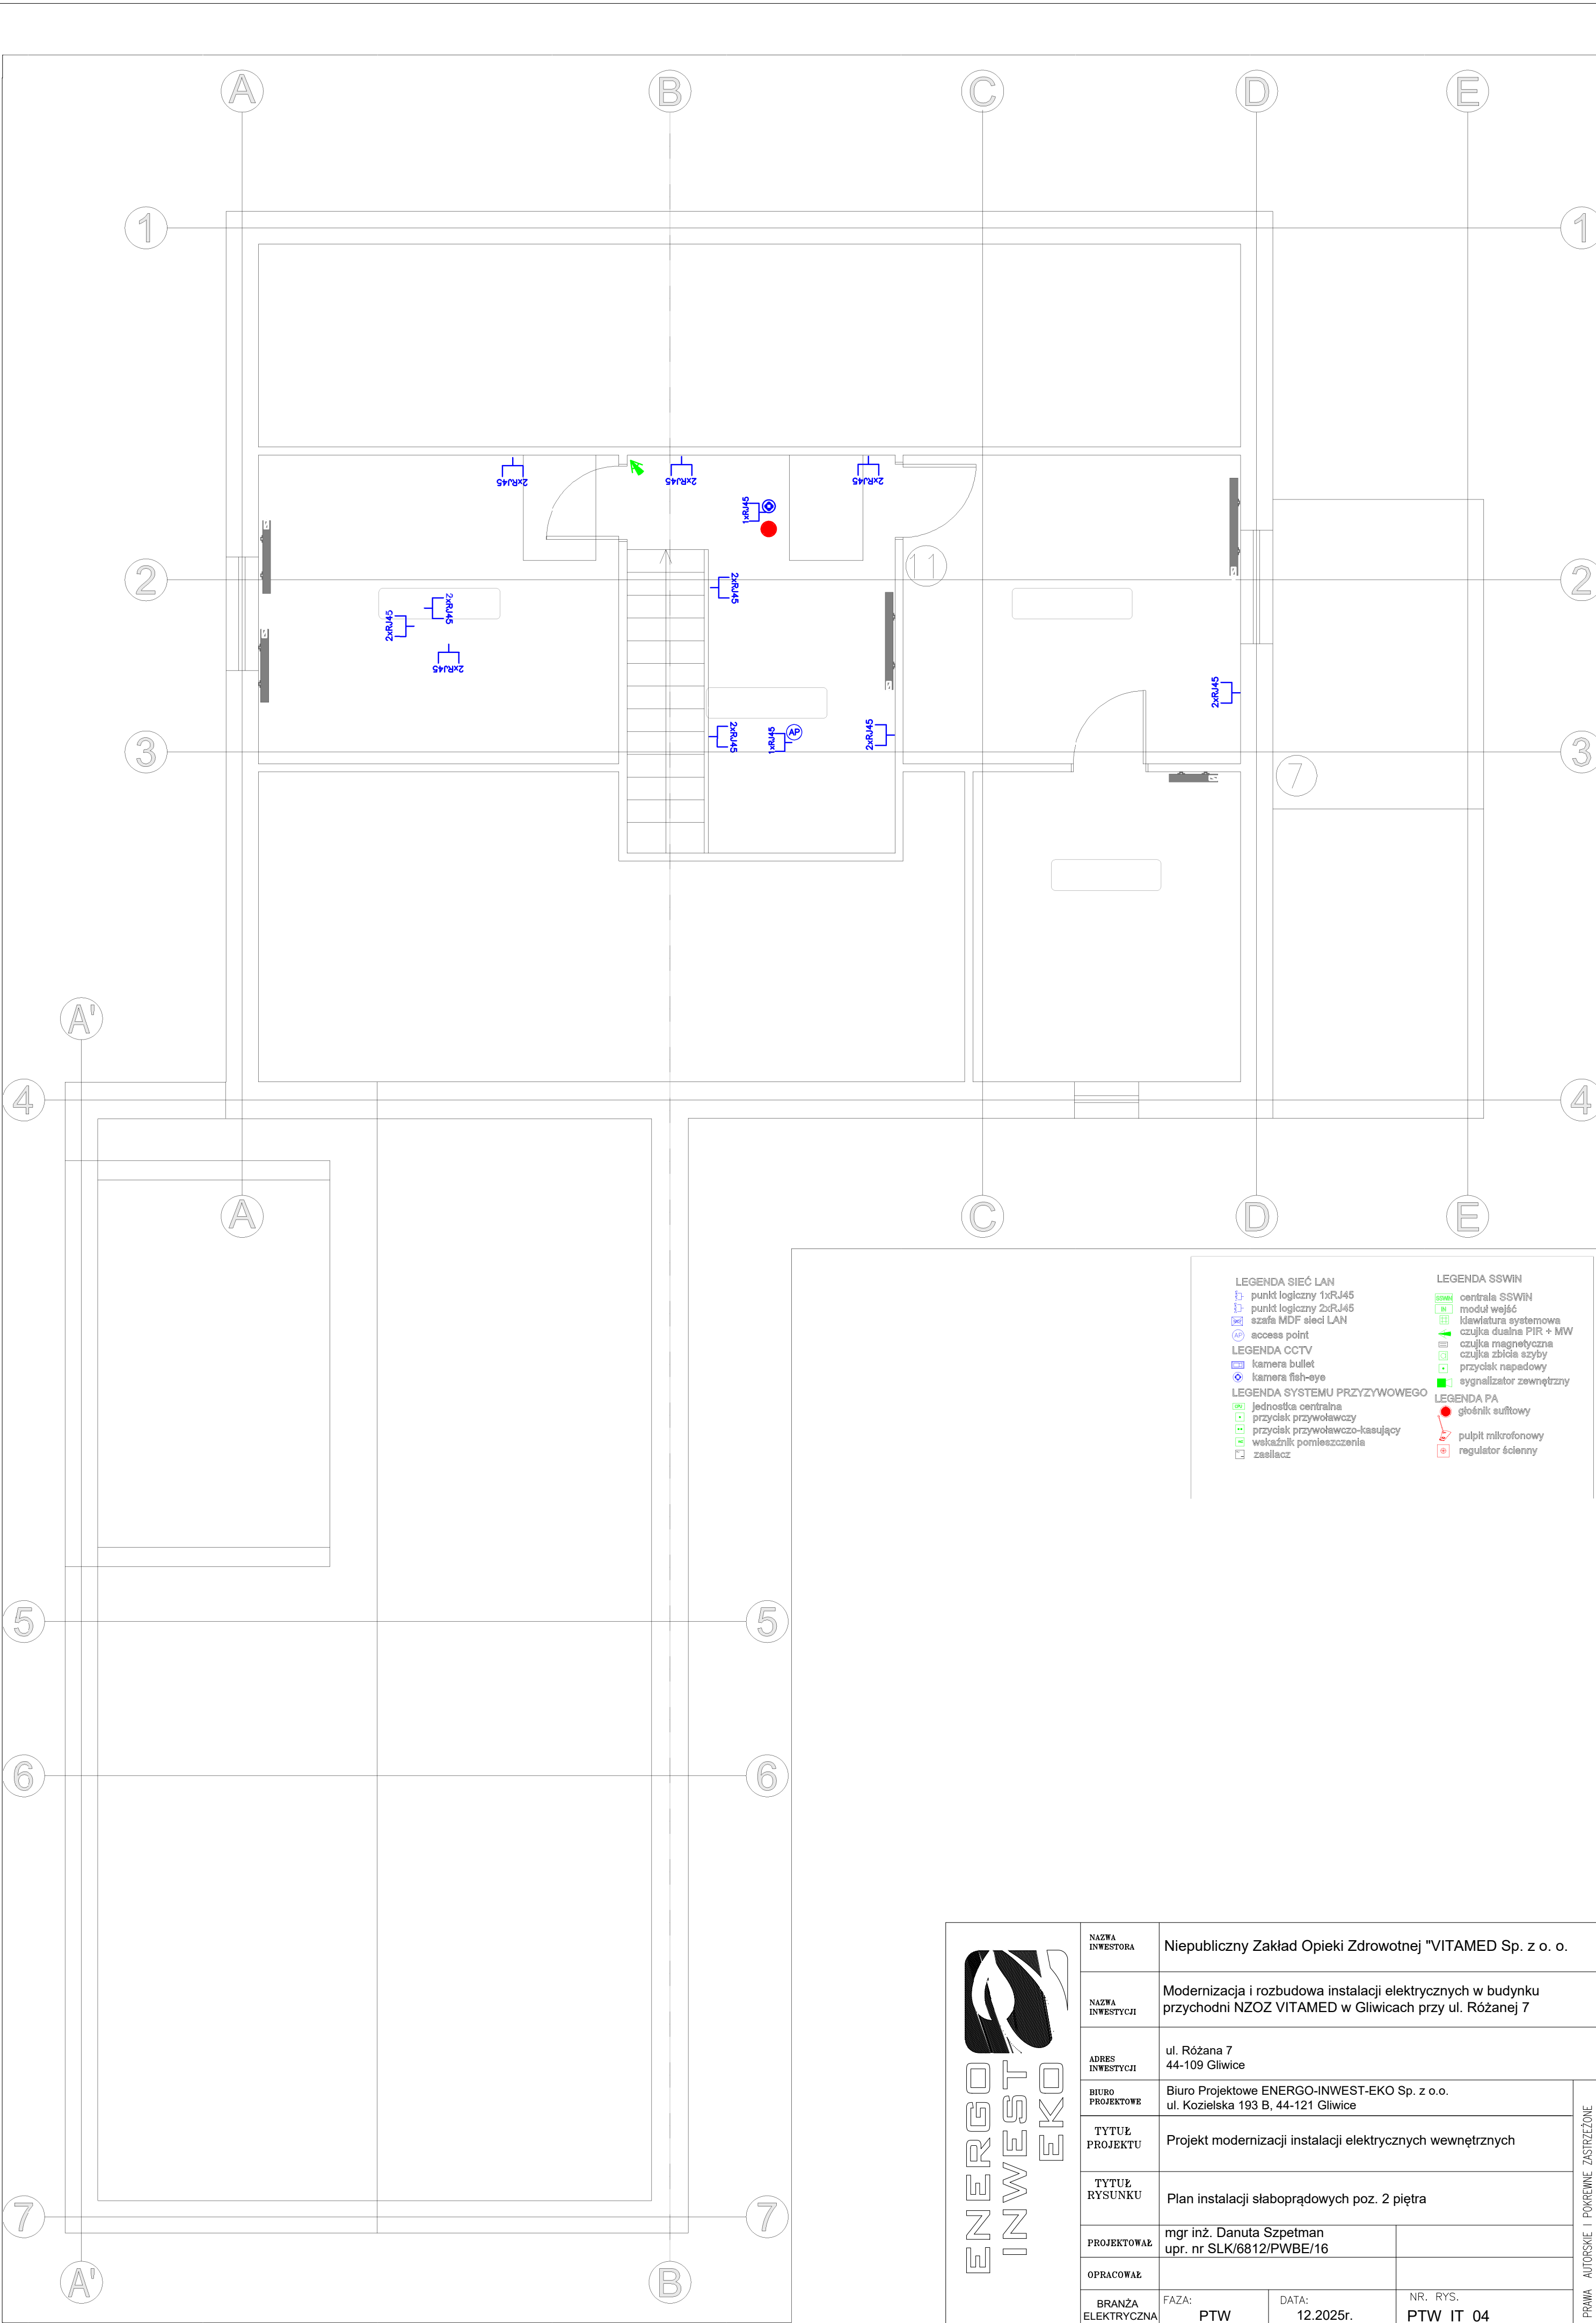 A
B
C
D
E
1
1
2xRJ45
2xRJ45
2xRJ45
1xRJ45
11
2
2
2xRJ45
2xRJ45
2xRJ45
2xRJ45
2xRJ45
2xRJ45
1xRJ45
AP
2xRJ45
3
3
7
A'
4
4
A
C
D
E
LEGENDA SIEĆ LAN
punkt logiczny 1xRJ45
punkt logiczny 2xRJ45
szafa MDF sieci LAN
AP access point
LEGENDA CCTV
kamera bullet
kamera fish-eye
LEGENDA SYSTEMU PRZYZYWOWEGO
jednostka centralna
przycisk przywoławczy
przycisk przywoławczo-kasujący
wskaźnik pomieszczenia
zasilacz
LEGENDA SSWiN
SSWiN centrala SSWiN
moduł wejść
klawiatura systemowa
czujka dualna PIR + MW
czujka magnetyczna
czujka zbicia szyby
przycisk napadowy
sygnalizator zewnętrzny
LEGENDA PA
głośnik sufitowy
pulpit mikrofonowy
regulator ścienny
5
5
6
6
7
7
A'
B
ENERGO
INWEST
EKO
NAZWA
INWESTORA
Niepubliczny Zakład Opieki Zdrowotnej "VITAMED Sp. z o. o.
NAZWA
INWESTYCJI
Modernizacja i rozbudowa instalacji elektrycznych w budynku
przychodni NZOZ VITAMED w Gliwicach przy ul. Różanej 7
ADRES
INWESTYCJI
ul. Różana 7
44-109 Gliwice
BIURO
PROJEKTOWE
Biuro Projektowe ENERGO-INWEST-EKO Sp. z o.o.
ul. Kozielska 193 B, 44-121 Gliwice
TYTUŁ
PROJEKTU
Projekt modernizacji instalacji elektrycznych wewnętrznych
TYTUŁ
RYSUNKU
Plan instalacji słaboprądowych poz. 2 piętra
PROJEKTOWAŁ
mgr inż. Danuta Szpetman
upr. nr SLK/6812/PWBE/16
OPRACOWAŁ
BRANŻA
ELEKTRYCZNA
FAZA:
PTW
DATA:
12.2025r.
NR. RYS.
PTW_IT_04
PRAWA AUTORSKIE I POKREWNE ZASTRZEŻONE